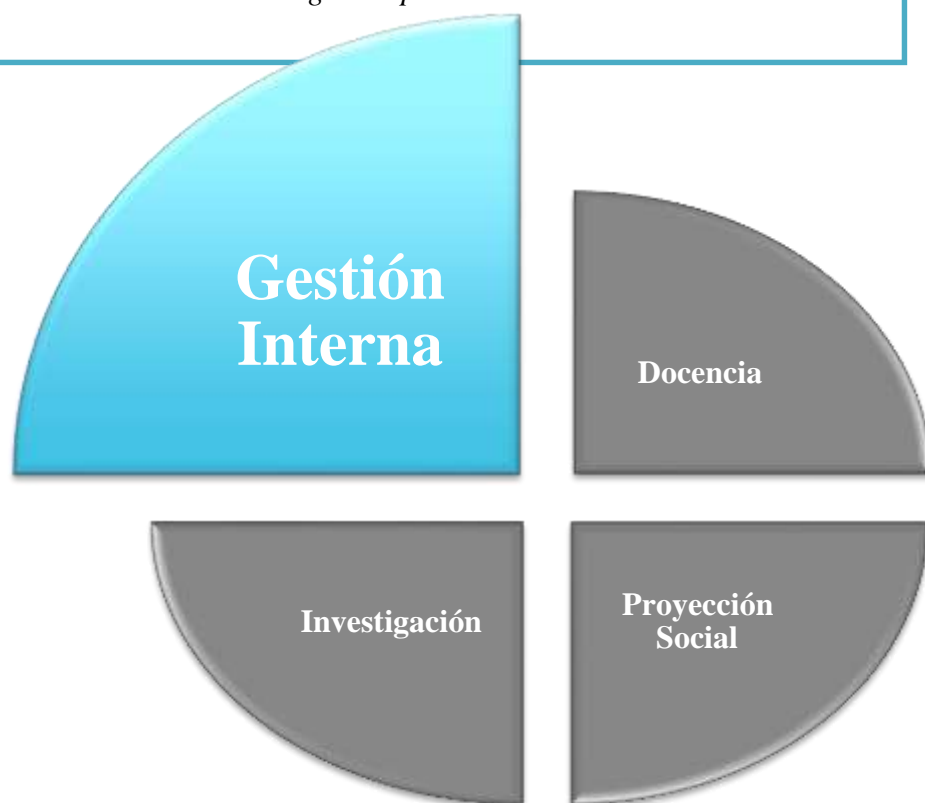 Gestión
Interna
Docencia
Investigación
Proyección
Social